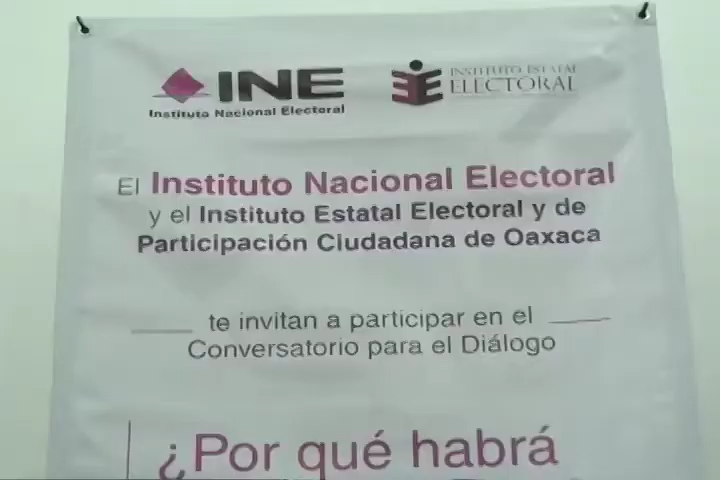 INE
Instituto Nacional Electoral
INSTITUTO ESTATAL
ELECTORAL
El Instituto Nacional Electoral
y el Instituto Estatal Electoral y de
Participación Ciudadana de Oaxaca
te invitan a participar en el
Conversatorio para el Diálogo
¿Por qué habrá